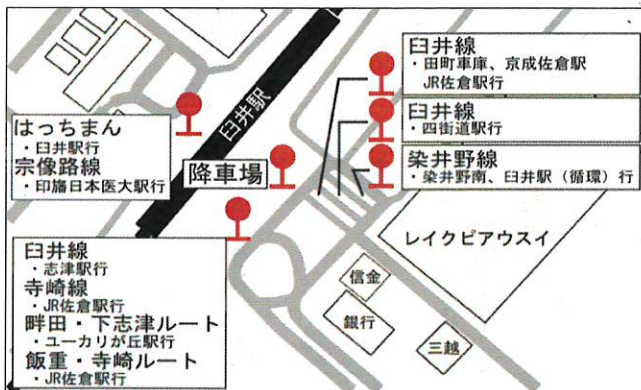 臼井線
・田町車庫、京成佐倉駅
JR佐倉駅行
臼井線
・四街道駅行
染井野線
・染井野南、臼井駅（循環）行
臼井駅
はっちまん
・臼井駅行
宗像路線
・印旛日本医大駅行
降車場
レイクピアウスイ
信金
銀行
三越
臼井線
・志津駅行
寺崎線
・JR佐倉駅行
畔田・下志津ルート
・ユーカリが丘駅行
飯重・寺崎ルート
・JR佐倉駅行